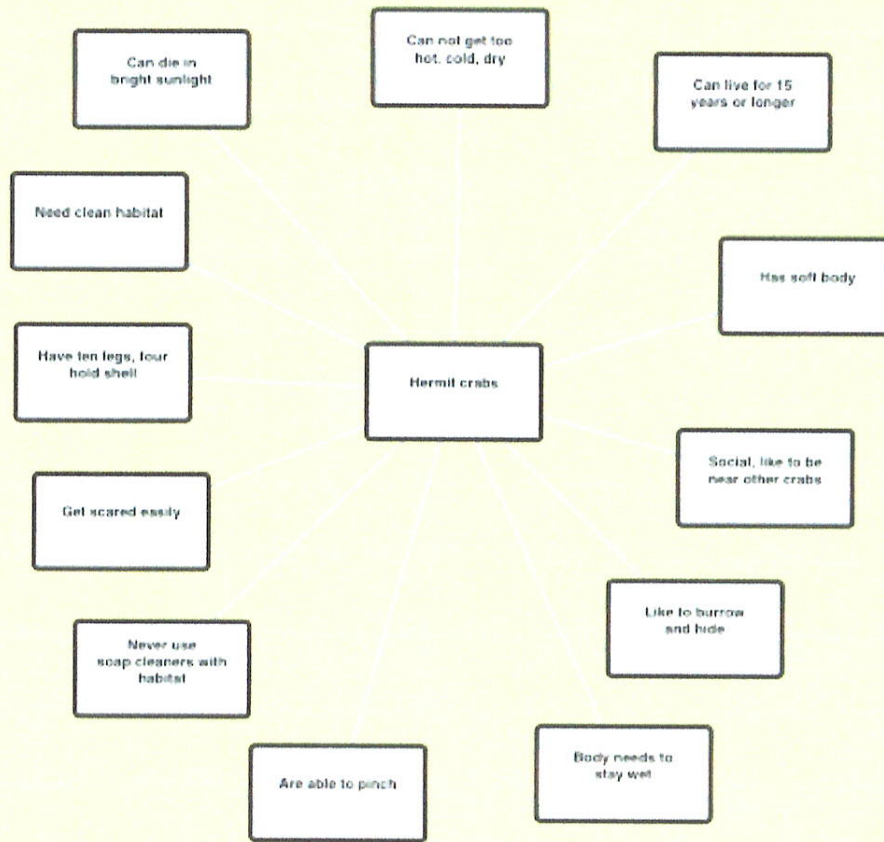 Can die in
bright sunlight
Can not get too
hot, cold, dry
Can live for 15
years or longer
Need clean habitat
Has soft body
Have ten legs, four
hold shell
Hermit crabs
Social, like to be
near other crabs
Get scared easily
Like to burrow
and hide
Never use
soap cleaners with
habitat
Body needs to
stay wet
Are able to pinch